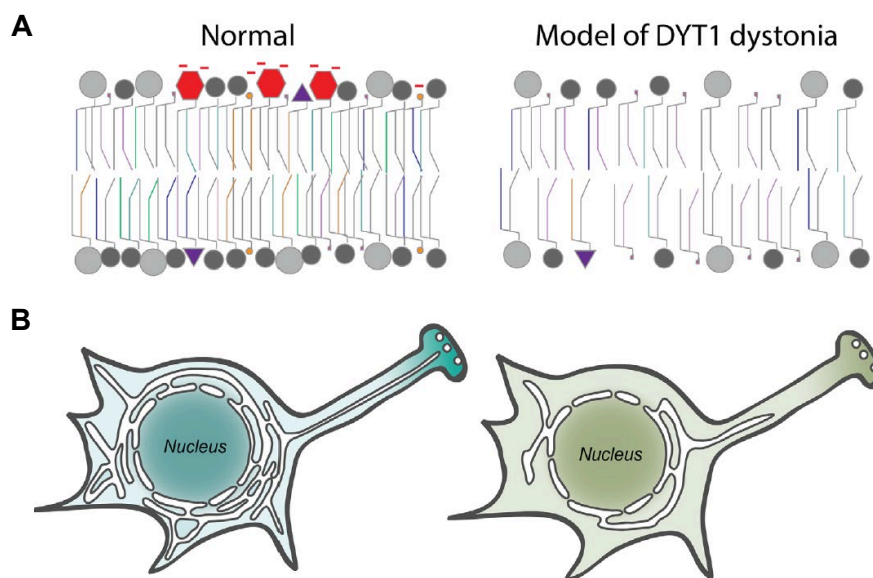 A
Normal
Model of DYT1 dystonia
B
Nucleus
Nucleus